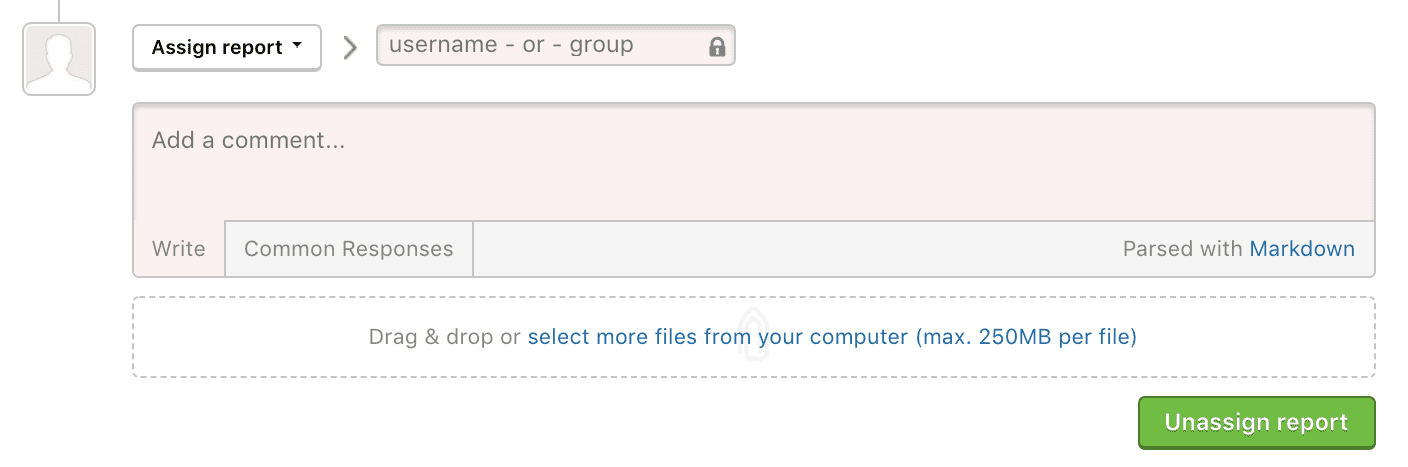 Assign report
username - or - group
Add a comment...
Write
Common Responses
Parsed with Markdown
Drag & drop or select more files from your computer (max. 250MB per file)
Unassign report